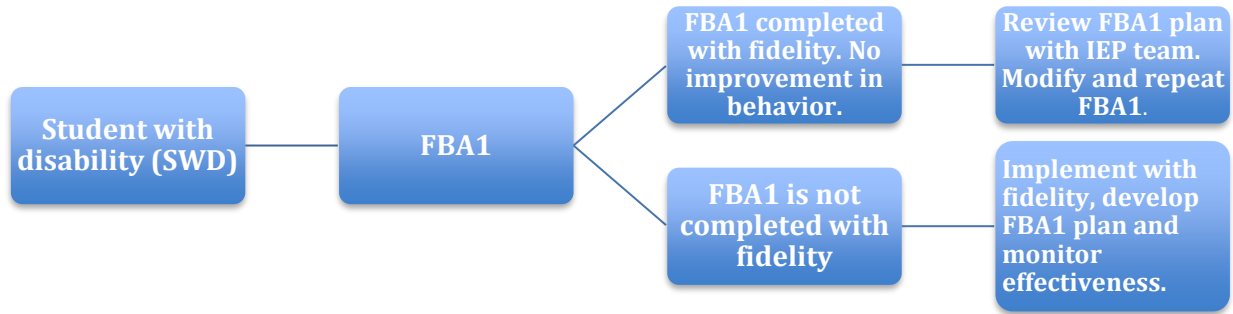 Student with
disability (SWD)
FBA1
FBA1 completed
with fidelity. No
improvement in
behavior.
Review FBA1 plan
with IEP team.
Modify and repeat
FBA1.
FBA1 is not
completed with
fidelity
Implement with
fidelity, develop
FBA1 plan and
monitor
effectiveness.